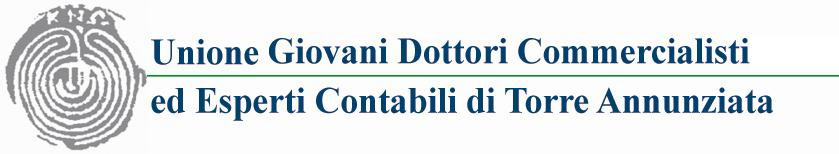 Unione Giovani Dottori Commercialisti
ed Esperti Contabili di Torre Annunziata